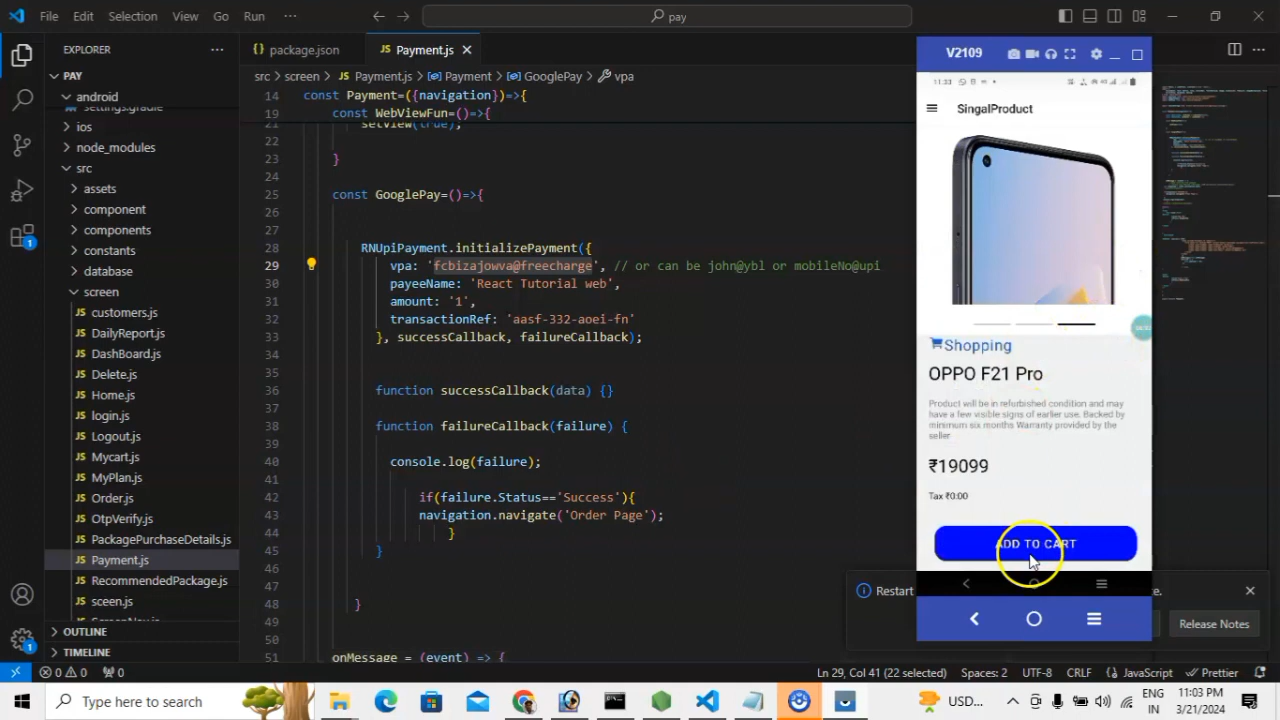 File Edit Selection View Go Run ···
pay
EXPLORER ···
PAY
android
settings.gradle
ios
node_modules
src
assets
component
components
constants
database
screen
JS customers.js
JS DailyReport.js
JS DashBoard.js
JS Delete.js
JS Home.js
JS login.js
JS Logout.js
JS Mycart.js
JS MyPlan.js
JS Order.js
JS OtpVerify.js
JS PackagePurchaseDetails.js
JS Payment.js
JS RecommendedPackage.js
JS sceen.js
OUTLINE
TIMELINE
{} package.json
JS Payment.js
src > screen > JS Payment.js > Payment > GooglePay > vpa
14 const Payment=({navigation})=>{
19 const WebViewFun=()=>{
21 setView(true);
22
23 }
24
25 const GooglePay=()=>{
26
27
28 RNUpiPayment.initializePayment({
29 vpa: 'fcbizajowva@freecharge', // or can be john@ybl or mobileNo@upi
30 payeeName: 'React Tutorial web',
31 amount: '1',
32 transactionRef: 'aasf-332-aoei-fn'
33 }, successCallback, failureCallback);
34
35
36 function successCallback(data) {}
37
38 function failureCallback(failure) {
39
40 console.log(failure);
41
42 if(failure.Status=='Success'){
43 navigation.navigate('Order Page');
44 }
45 }
46
47
48 }
49
50
51 onMessage = (event) => {
V2109
11:33
SingalProduct
Shopping
OPPO F21 Pro
Product will be in refurbished condition and may
have a few visible signs of earlier use. Backed by
minimum six months Warranty provided by the
seller
₹19099
Tax ₹0.00
ADD TO CART
Restart
e.
Release Notes
0 0 0
Ln 29, Col 41 (22 selected) Spaces: 2 UTF-8 CRLF {} JavaScript Prettier
Type here to search
USD...
ENG
IN
11:03 PM
3/21/2024